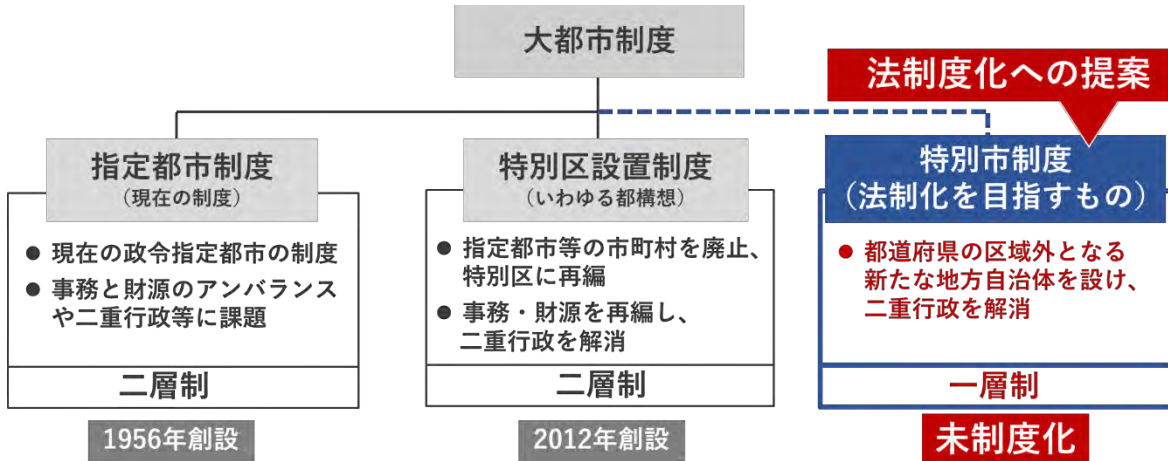 大都市制度
法制度化への提案
指定都市制度
（現在の制度）
● 現在の政令指定都市の制度
● 事務と財源のアンバランス
や二重行政等に課題
二層制
1956年創設
特別区設置制度
（いわゆる都構想）
● 指定都市等の市町村を廃止、
特別区に再編
● 事務・財源を再編し、
二重行政を解消
二層制
2012年創設
特別市制度
（法制化を目指すもの）
● 都道府県の区域外となる
新たな地方自治体を設け、
二重行政を解消
一層制
未制度化